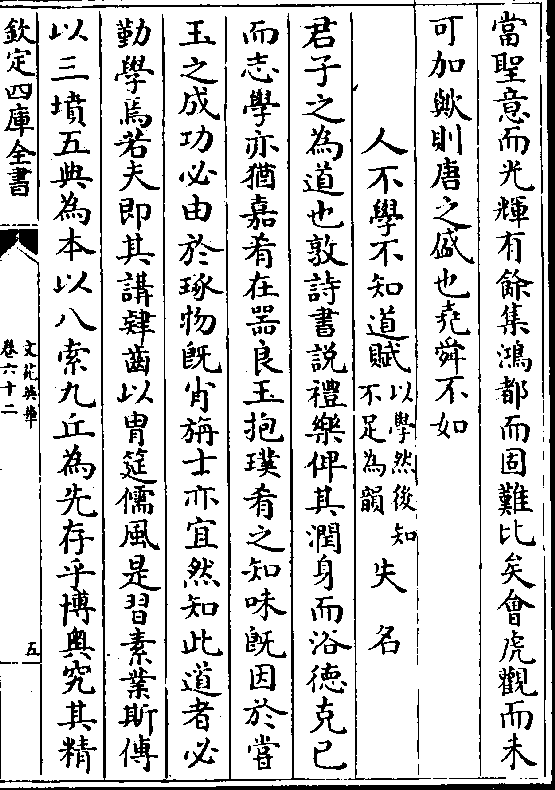 當聖意而光輝有餘集鴻都而固難比矣會虎觀而未
可加歟則唐之盛也堯舜不如
人不學不知道賦以學然後知不足為韻 失名
君子之為道也敦詩書説禮樂俾其潤身而浴德克已
而志學亦猶嘉肴在器良玉抱璞肴之知味既因於嘗
玉之成功必由於琢物既肖旃士亦宜然知此道者必
勤學焉若夫即其講肄齒以胄筵儒風是習素業斯傳
以三墳五典為本以八索九丘為先存乎博奥究其精
欽定四庫全書
文苑英華
卷六十二
五